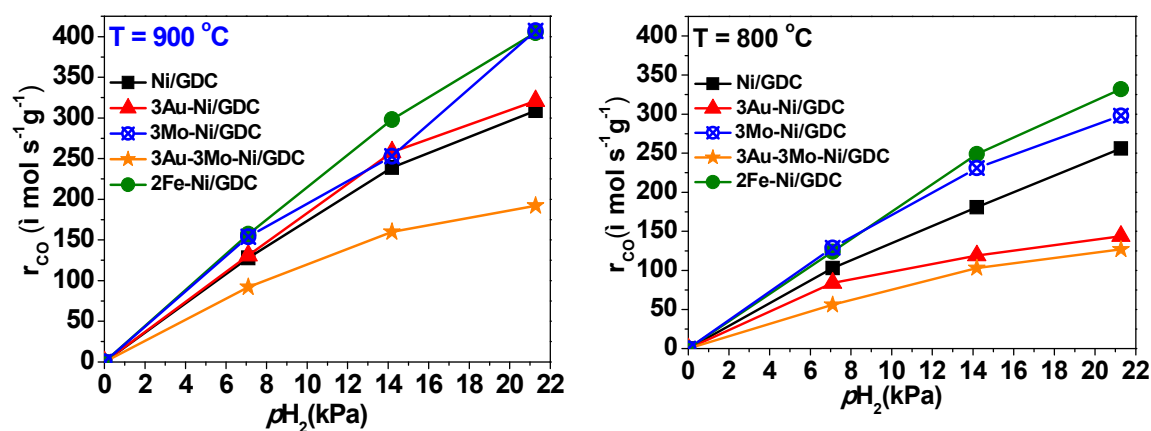 T = 900 °C
Ni/GDC
3Au-Ni/GDC
3Mo-Ni/GDC
3Au-3Mo-Ni/GDC
2Fe-Ni/GDC
400
350
300
250
200
150
100
50
0
r_CO (ì mol s⁻¹g⁻¹)
0 2 4 6 8 10 12 14 16 18 20 22
pH₂(kPa)
T = 800 °C
Ni/GDC
3Au-Ni/GDC
3Mo-Ni/GDC
3Au-3Mo-Ni/GDC
2Fe-Ni/GDC
400
350
300
250
200
150
100
50
0
r_CO (ì mol s⁻¹g⁻¹)
0 2 4 6 8 10 12 14 16 18 20 22
pH₂(kPa)